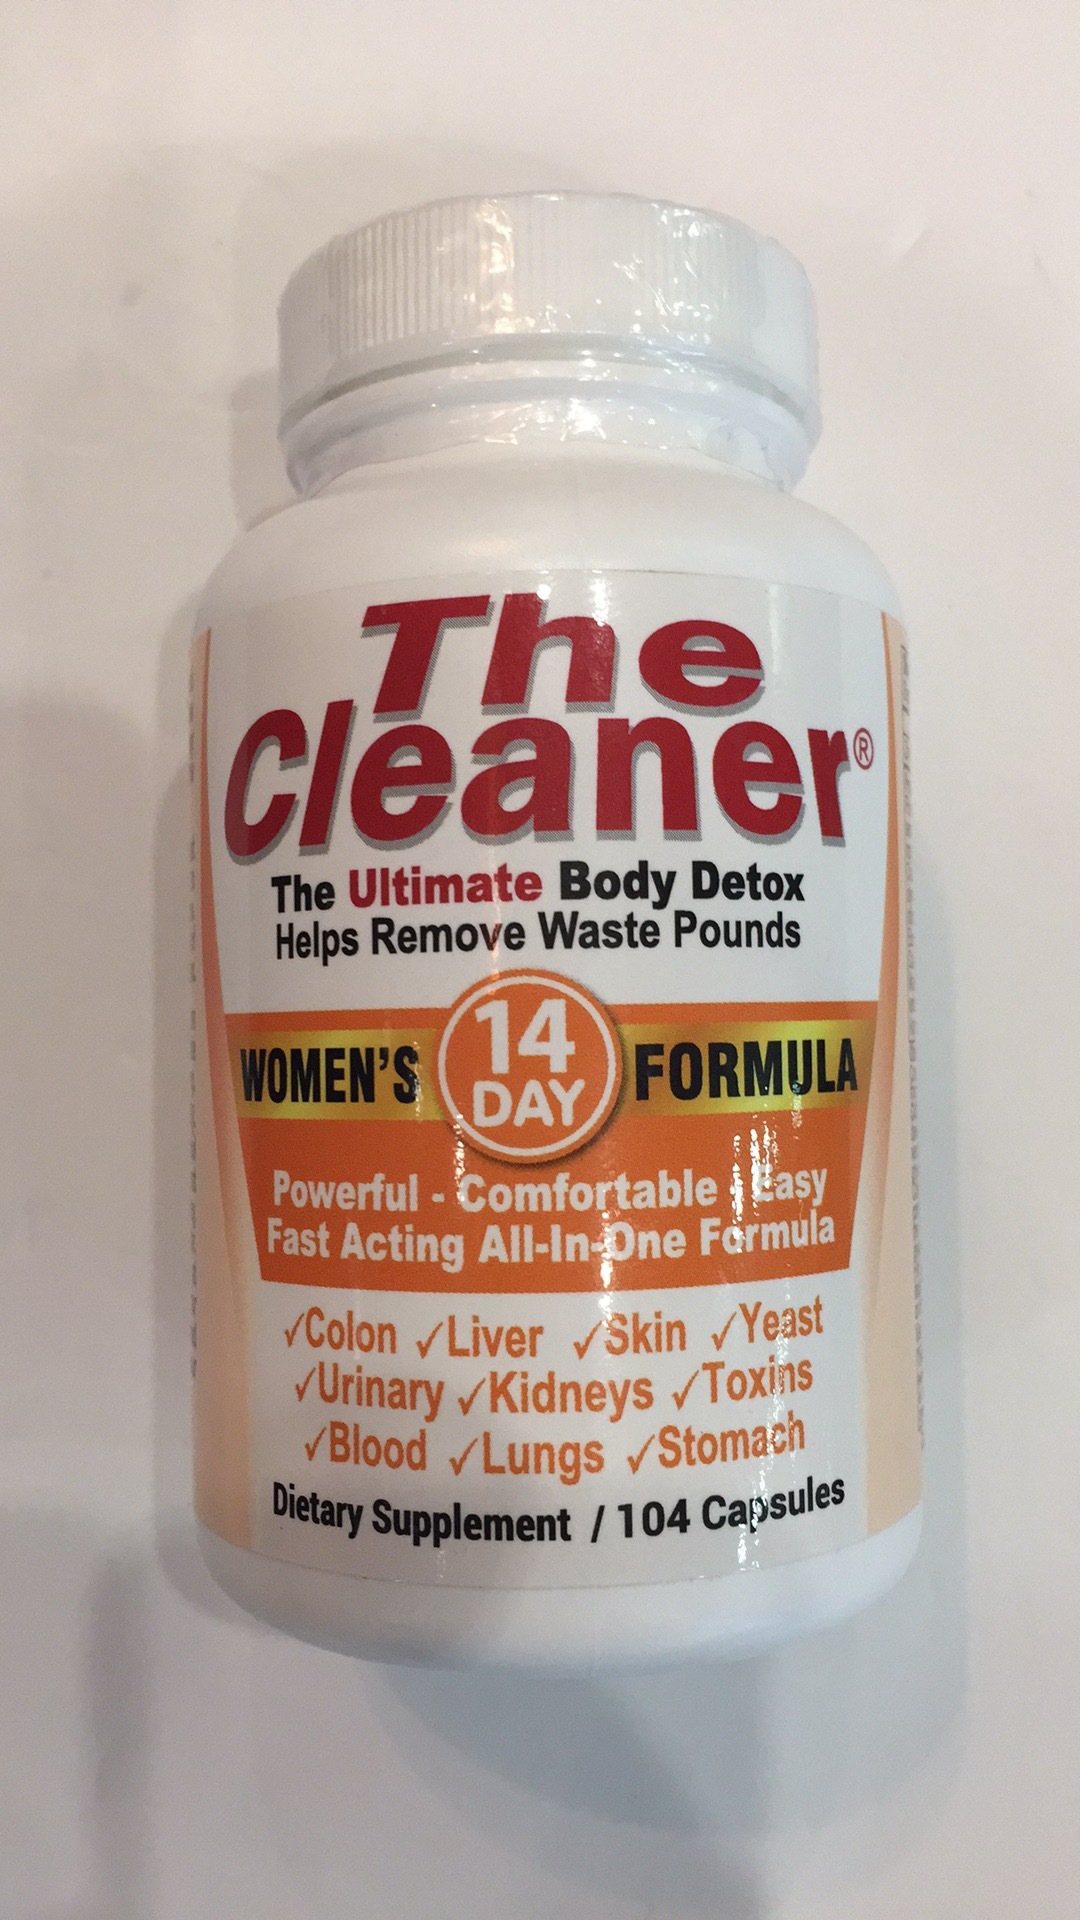 The
Cleaner®
The Ultimate Body Detox
Helps Remove Waste Pounds
WOMEN'S 14 DAY FORMULA
Powerful - Comfortable - Easy
Fast Acting All-In-One Formula
✓Colon ✓Liver ✓Skin ✓Yeast
✓Urinary ✓Kidneys ✓Toxins
✓Blood ✓Lungs ✓Stomach
Dietary Supplement / 104 Capsules